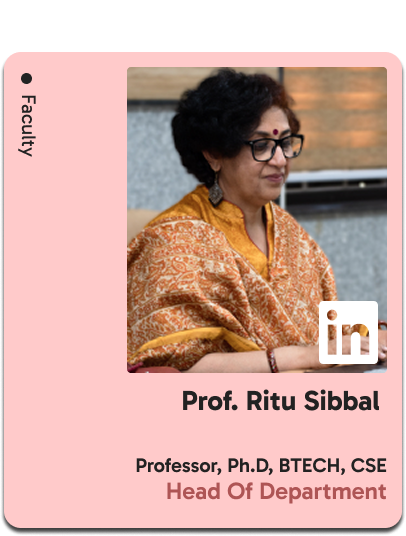 Faculty
in
Prof. Ritu Sibbal
Professor, Ph.D, BTECH, CSE
Head Of Department